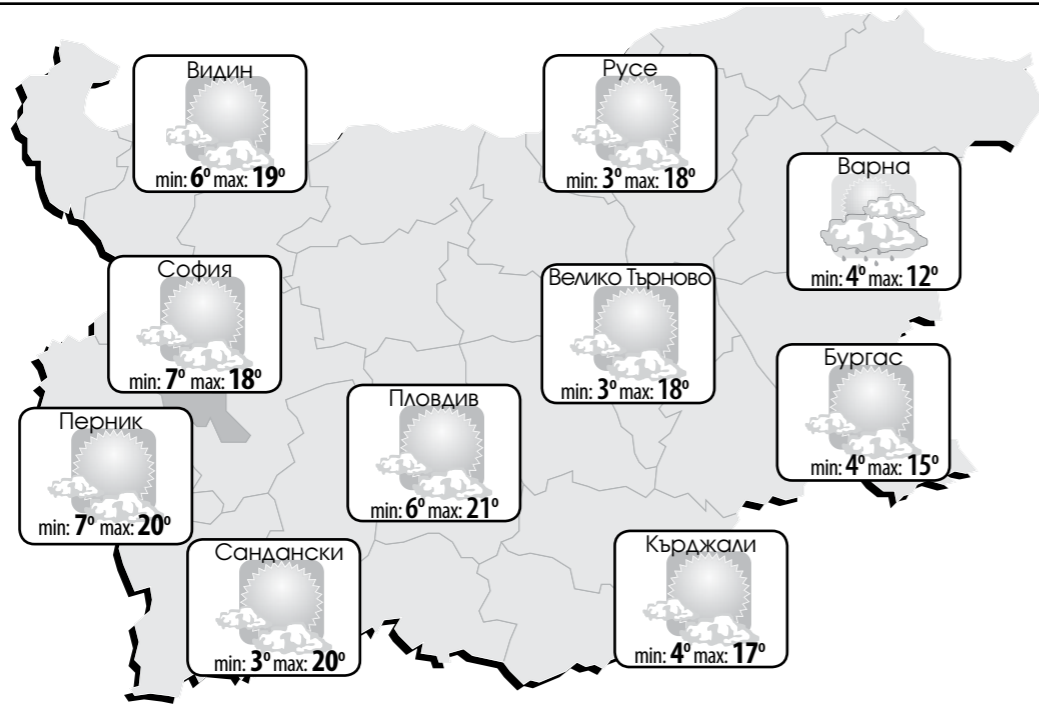 Видин
min: 6° max: 19°
Русе
min: 3° max: 18°
Варна
min: 4° max: 12°
София
min: 7° max: 18°
Велико Търново
min: 3° max: 18°
Бургас
min: 4° max: 15°
Пловдив
min: 6° max: 21°
Перник
min: 7° max: 20°
Сандански
min: 3° max: 20°
Кърджали
min: 4° max: 17°